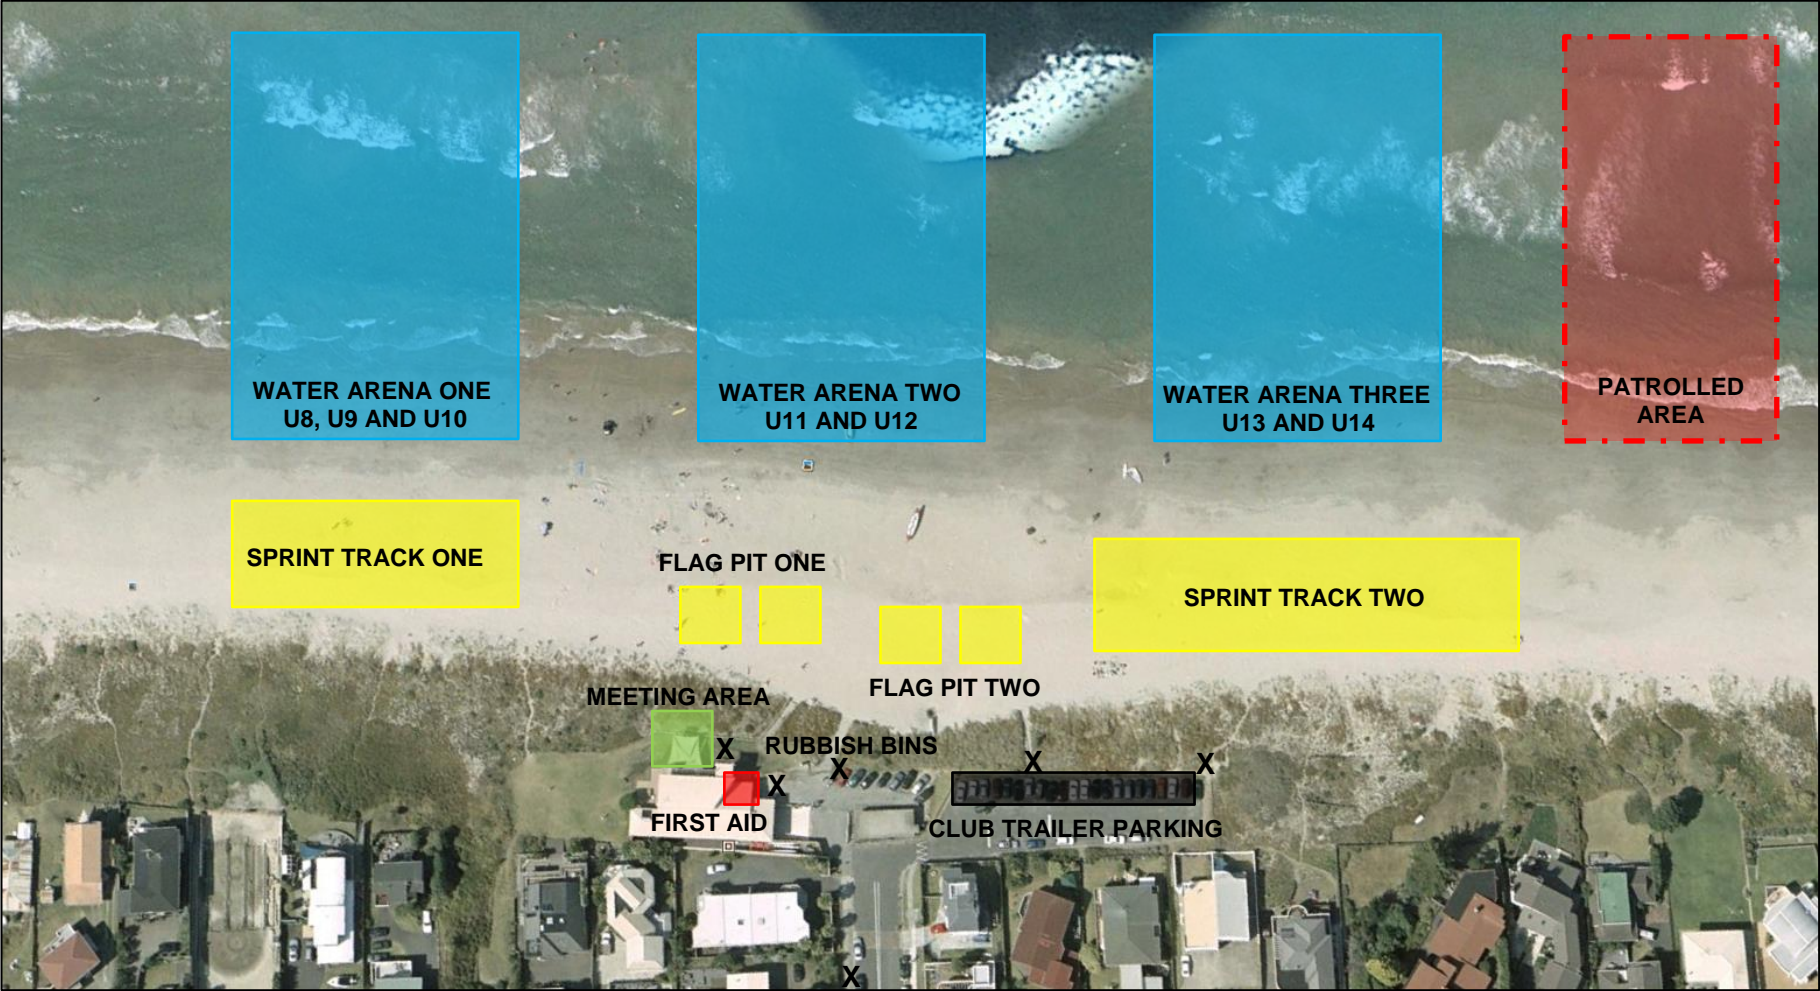 WATER ARENA ONE
U8, U9 AND U10
WATER ARENA TWO
U11 AND U12
WATER ARENA THREE
U13 AND U14
PATROLLED
AREA
SPRINT TRACK ONE
FLAG PIT ONE
SPRINT TRACK TWO
FLAG PIT TWO
MEETING AREA
X
RUBBISH BINS
X
X
X
X
FIRST AID
CLUB TRAILER PARKING
X